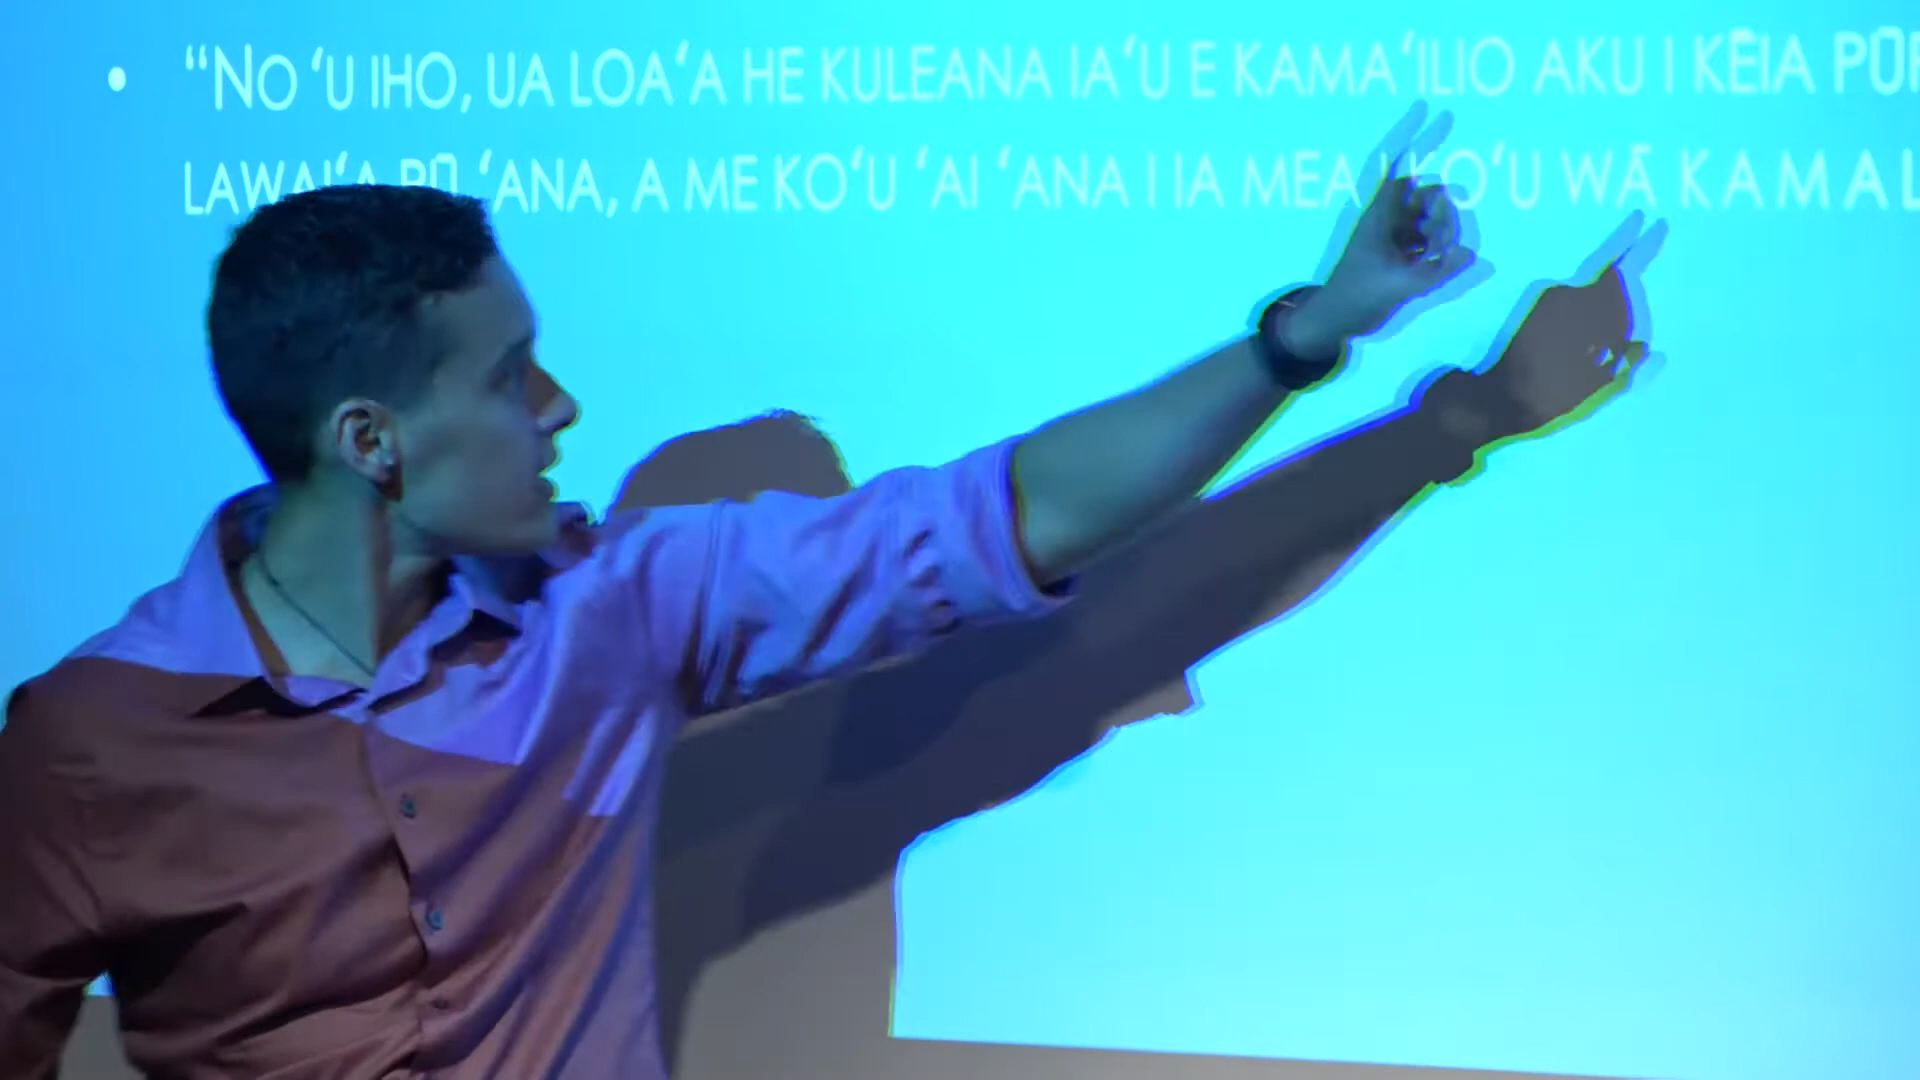 • “NO ʻU IHO, UA LOAʻA HE KULEANA IAʻU E KAMAʻILIO AKU I KĒIA
ʻANA, A ME KOʻU ʻAI ʻANA I IA MEA I KOʻU WĀ